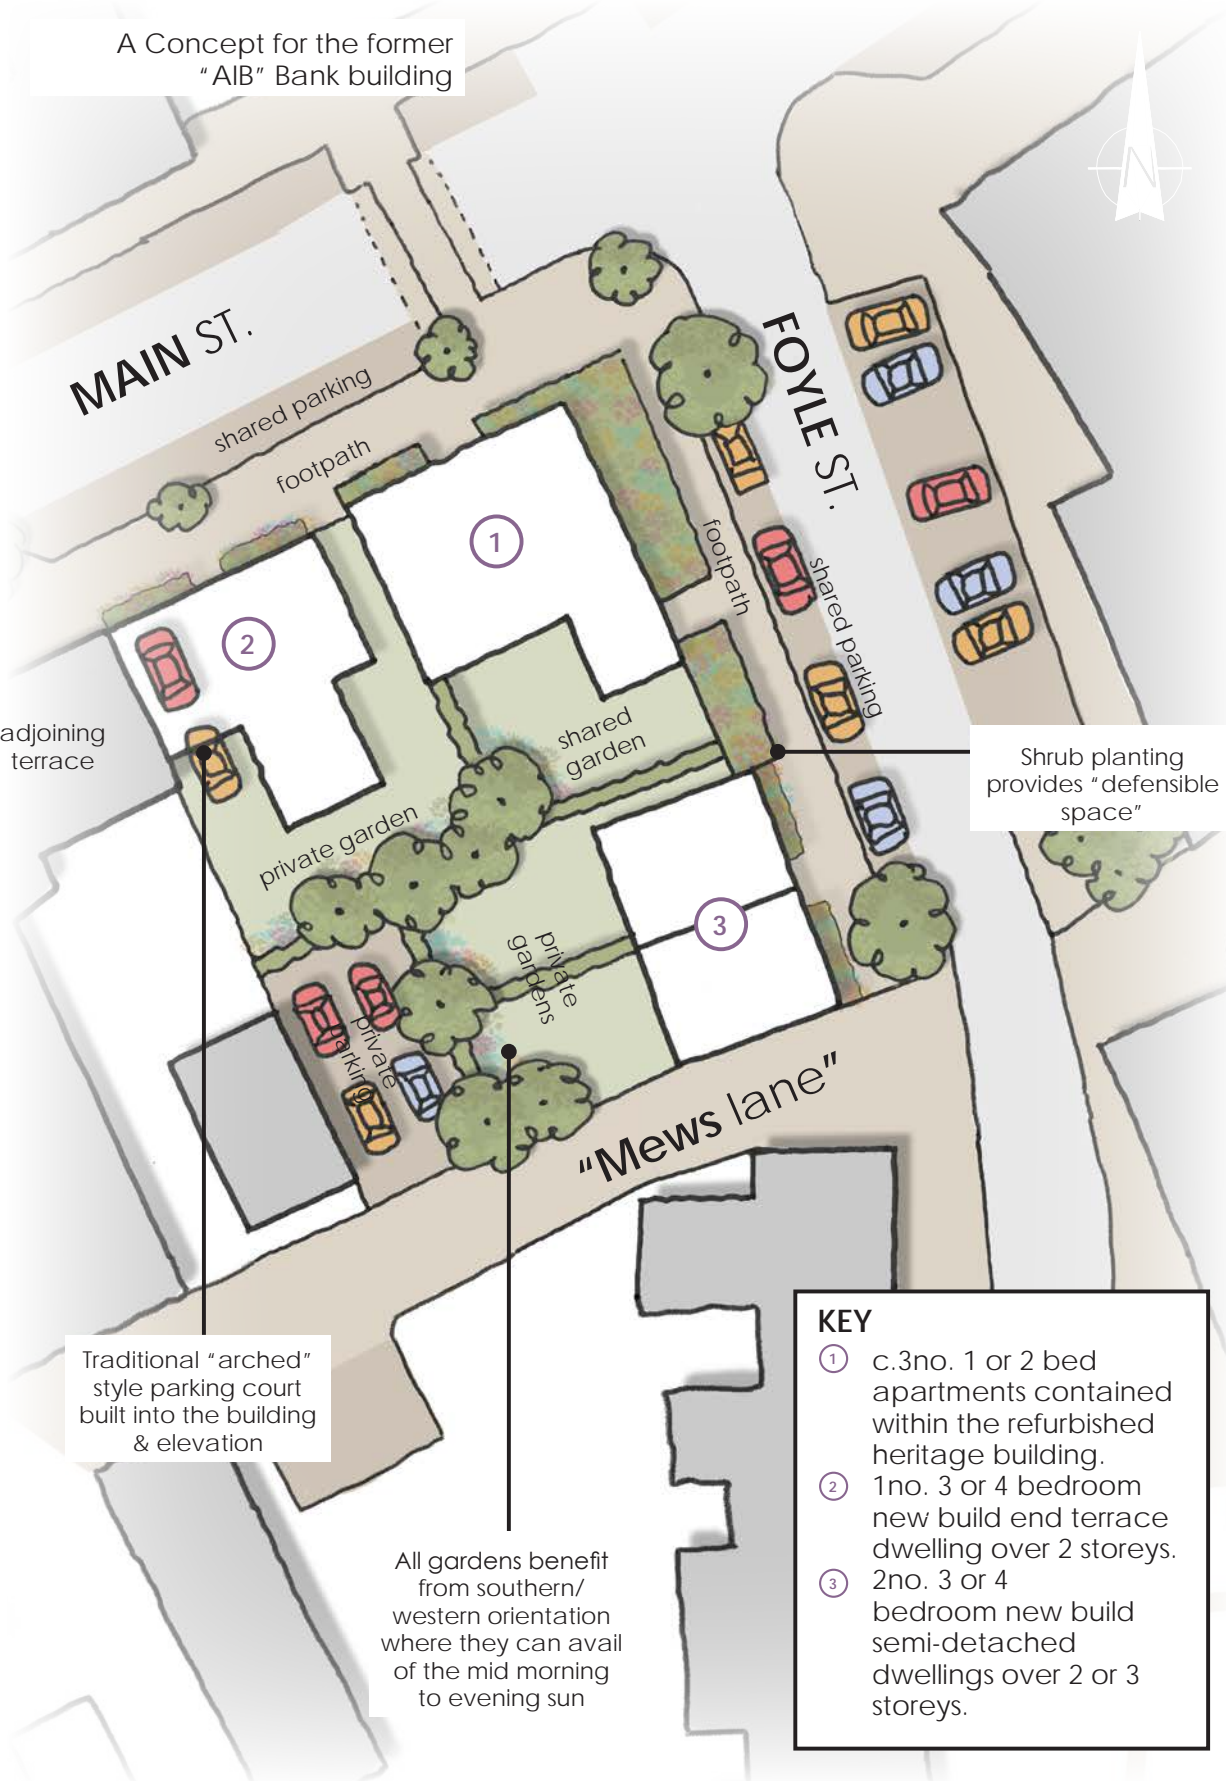 A Concept for the former
“AIB” Bank building
N
MAIN ST.
FOYLE ST.
shared parking
footpath
1
footpath
shared parking
2
adjoining
terrace
shared
garden
Shrub planting
provides “defensible
space”
private garden
3
private
gardens
private
parking
“Mews lane”
Traditional “arched”
style parking court
built into the building
& elevation
All gardens benefit
from southern/
western orientation
where they can avail
of the mid morning
to evening sun
KEY
1 c.3no. 1 or 2 bed
apartments contained
within the refurbished
heritage building.
2 1no. 3 or 4 bedroom
new build end terrace
dwelling over 2 storeys.
3 2no. 3 or 4
bedroom new build
semi-detached
dwellings over 2 or 3
storeys.